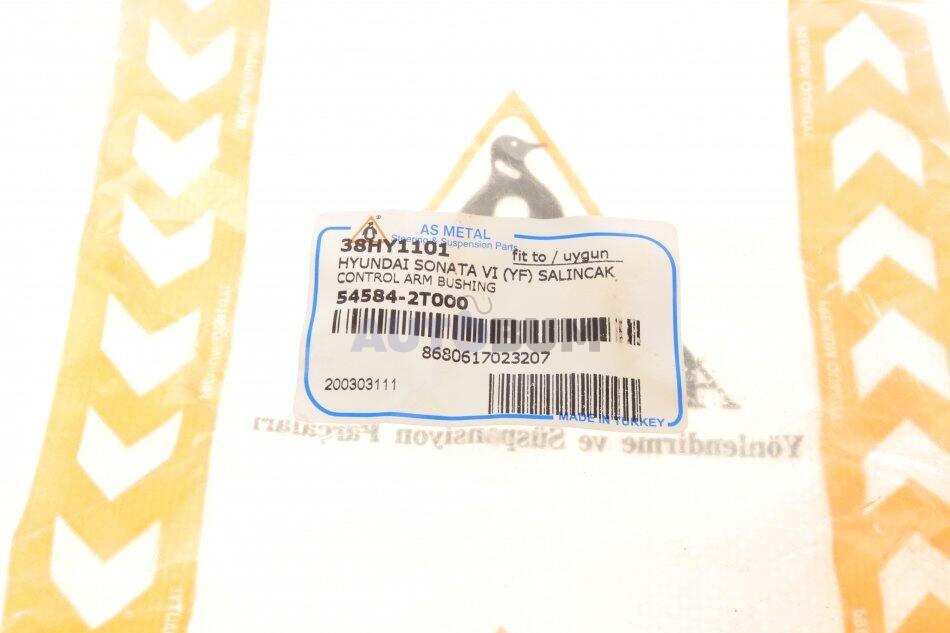 AS METAL
Steering & Suspension Parts
38HY1101
fit to / uygun
HYUNDAI SONATA VI (YF) SALINCAK
CONTROL ARM BUSHING
54584-2T000
AUTOBUM
8680617023207
200303111
MADE IN TURKEY
Yönlendirme ve Süspansiyon Parçaları